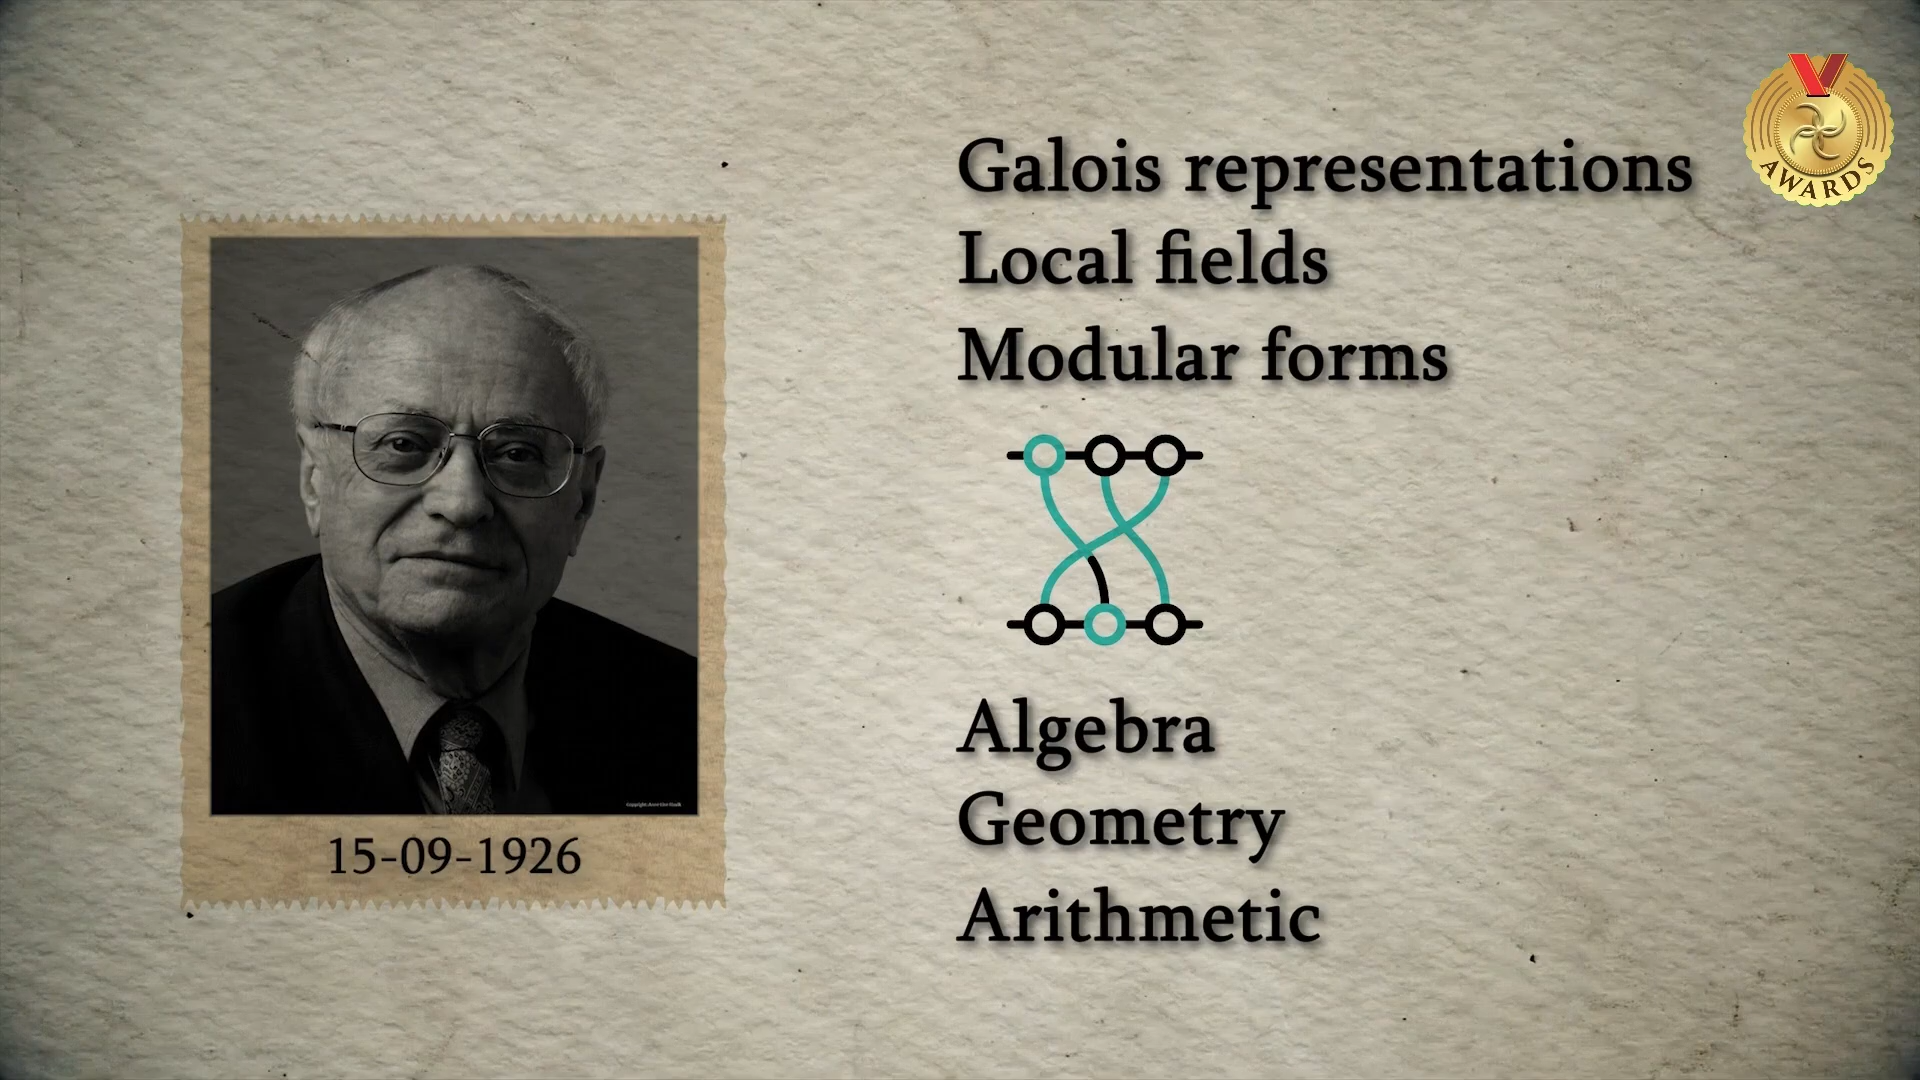 AWARDS
Galois representations
Local fields
Modular forms
Algebra
Geometry
Arithmetic
15-09-1926